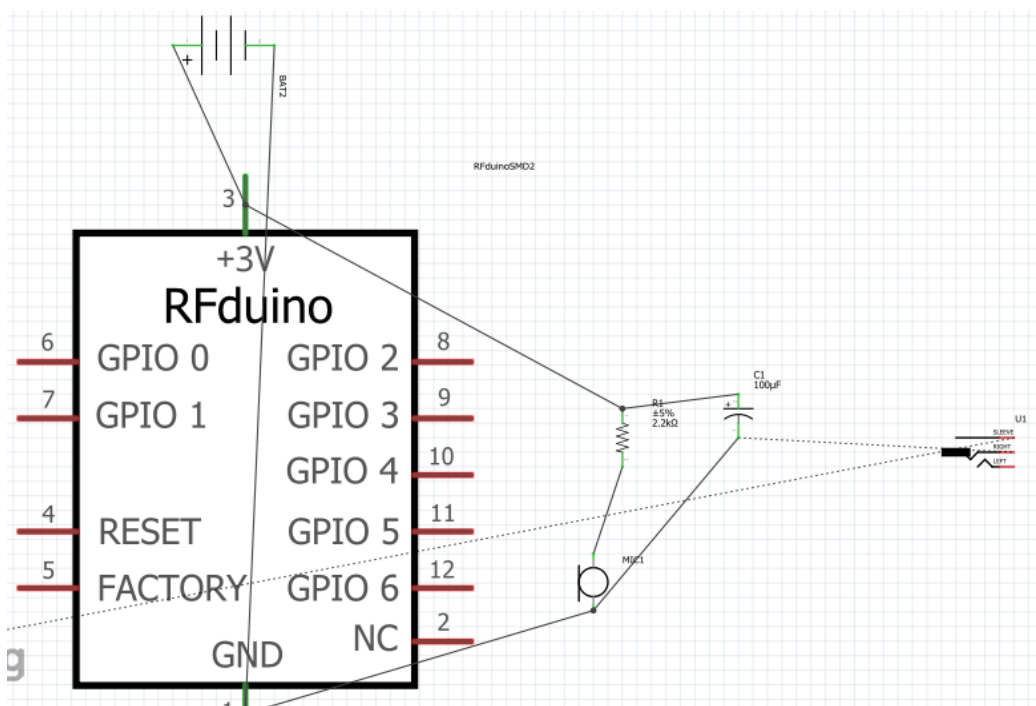 +
BAT2
RFduinoSMD2
3
+3V
RFduino
6
GPIO 0
GPIO 2
8
7
GPIO 1
GPIO 3
9
GPIO 4
10
4
RESET
GPIO 5
11
5
FACTORY
GPIO 6
12
NC
2
GND
1
C1
100µF
+
R1
±5%
2.2kΩ
MIC1
U1
SLEEVE
RIGHT
LEFT
g